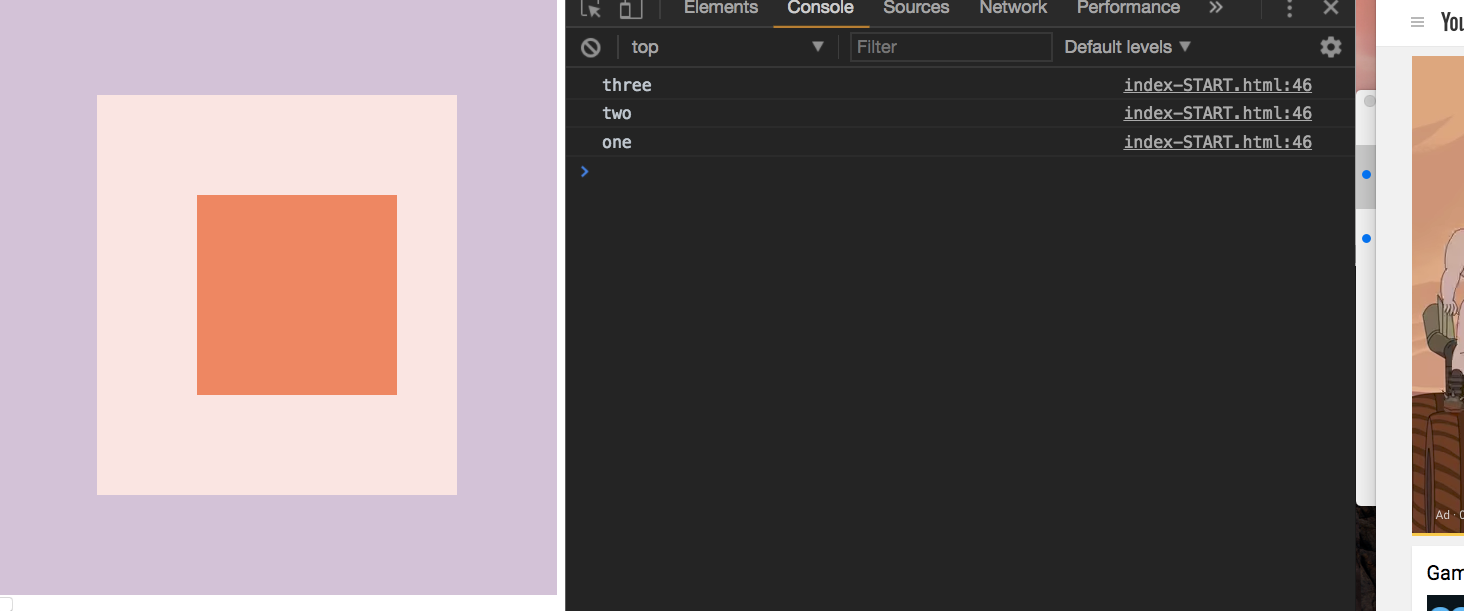 Elements Console Sources Network Performance »
top ▼ Filter Default levels ▼
three index-START.html:46
two index-START.html:46
one index-START.html:46
You
Ad ·
Gam